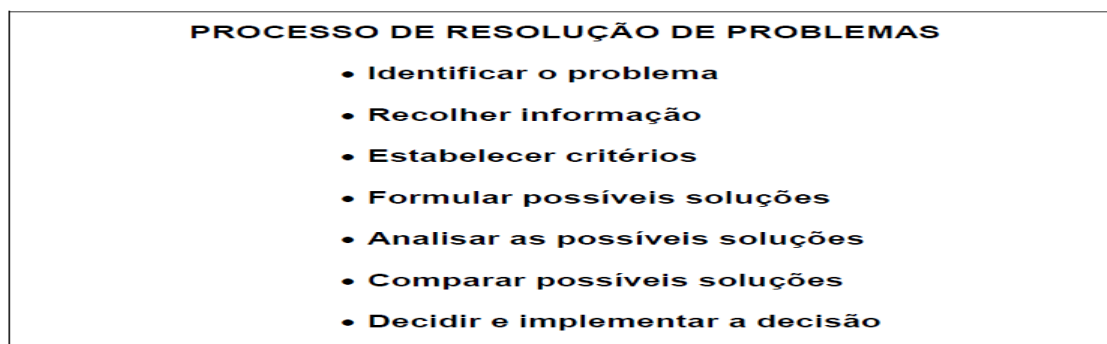 PROCESSO DE RESOLUÇÃO DE PROBLEMAS
• Identificar o problema
• Recolher informação
• Estabelecer critérios
• Formular possíveis soluções
• Analisar as possíveis soluções
• Comparar possíveis soluções
• Decidir e implementar a decisão